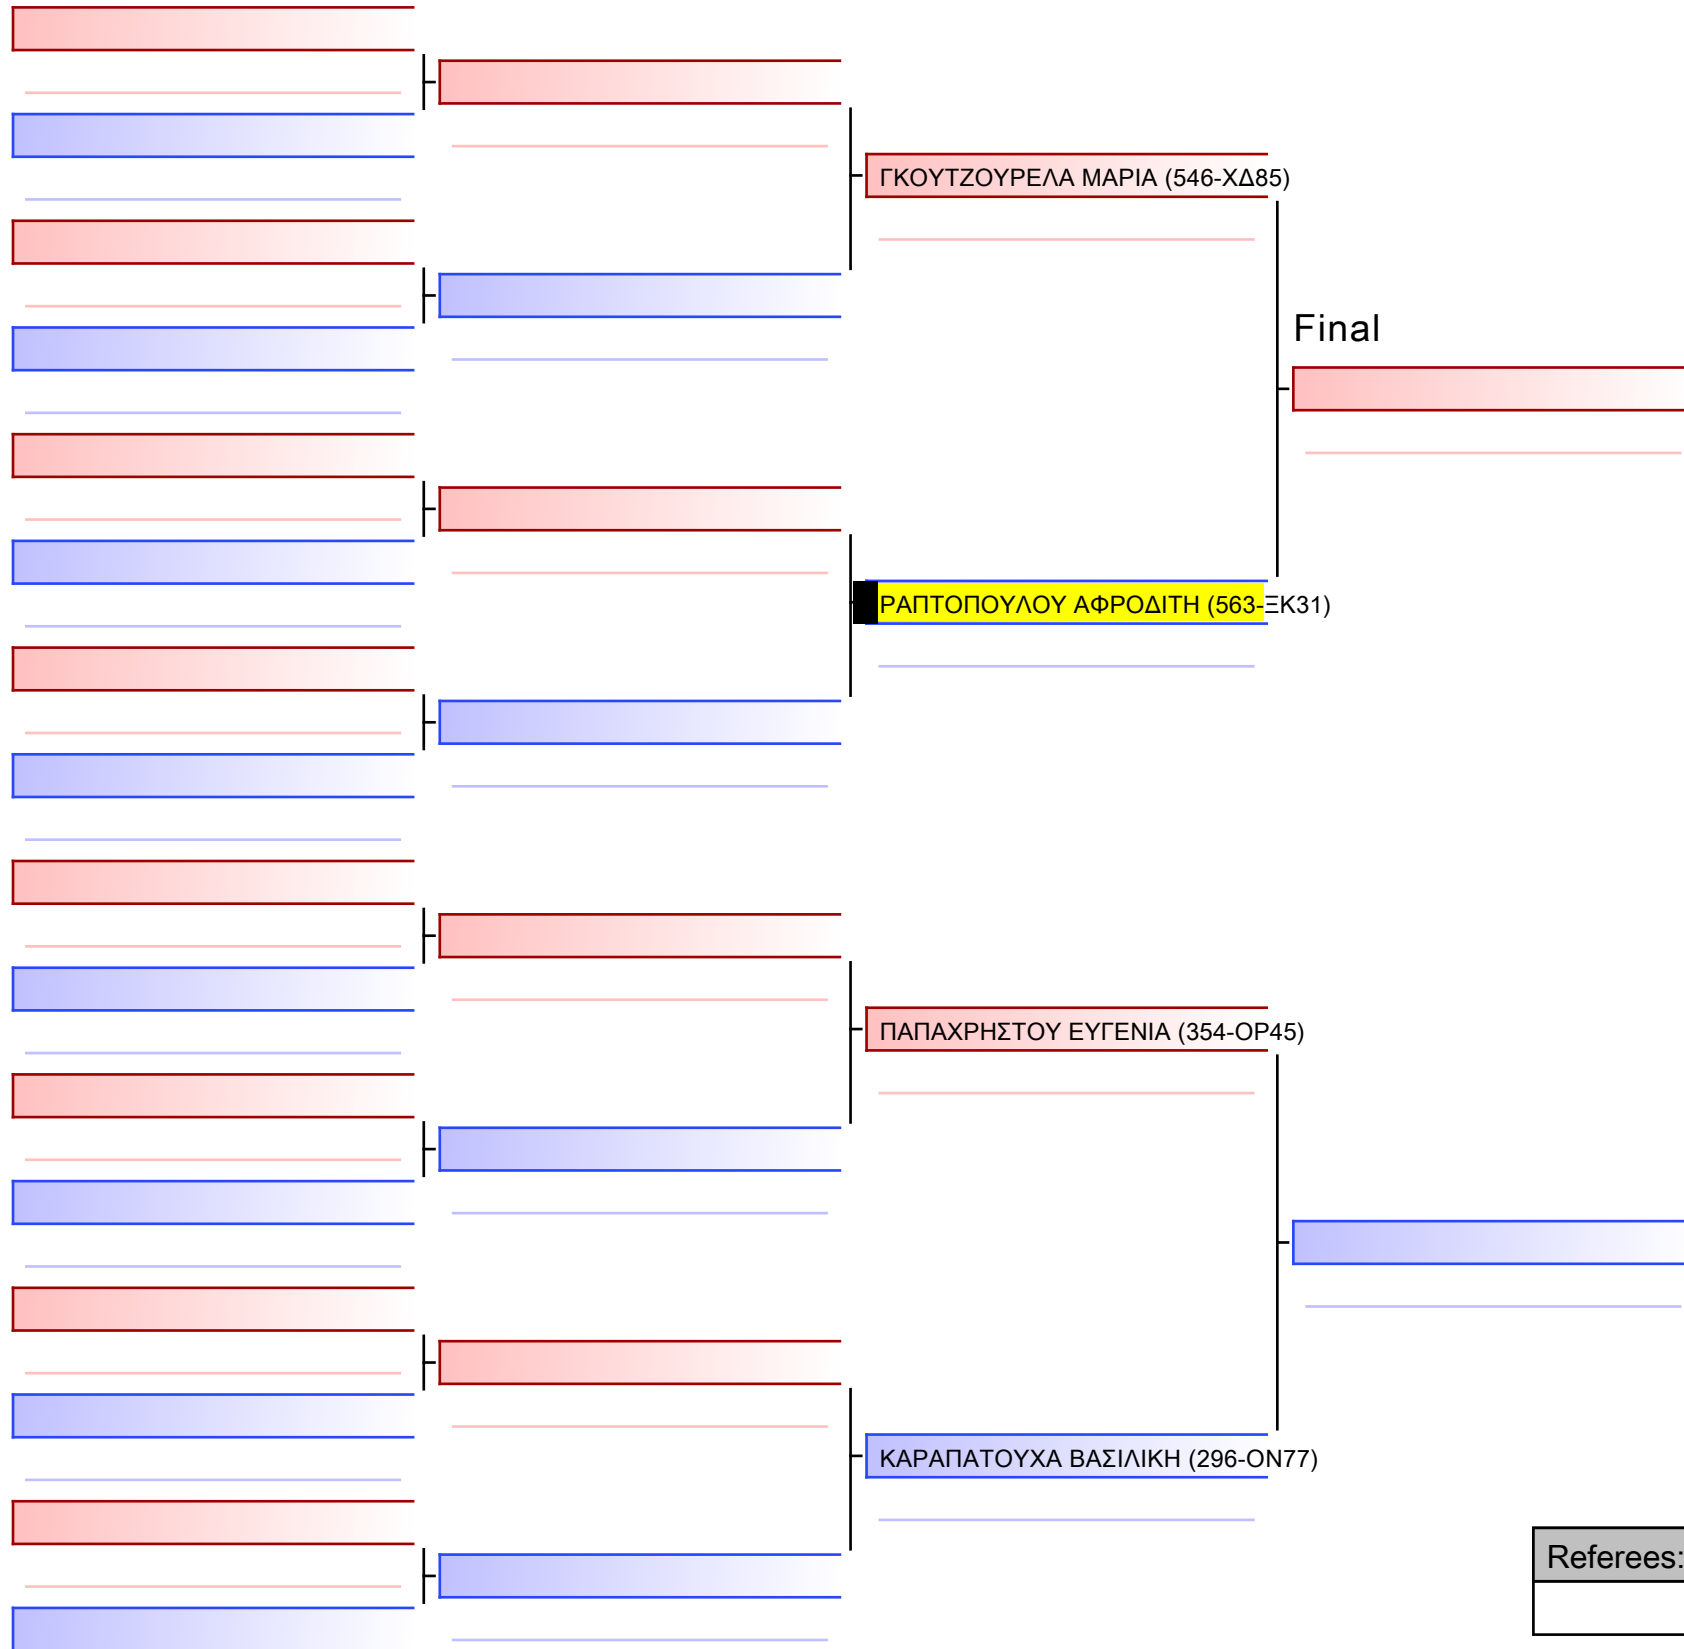 ΓΚΟΥΤΖΟΥΡΕΛΑ ΜΑΡΙΑ (546-ΧΔ85)
Final
ΡΑΠΤΟΠΟΥΛΟΥ ΑΦΡΟΔΙΤΗ (563-ΞΚ31)
ΠΑΠΑΧΡΗΣΤΟΥ ΕΥΓΕΝΙΑ (354-ΟΡ45)
ΚΑΡΑΠΑΤΟΥΧΑ ΒΑΣΙΛΙΚΗ (296-ΟΝ77)
Referees: